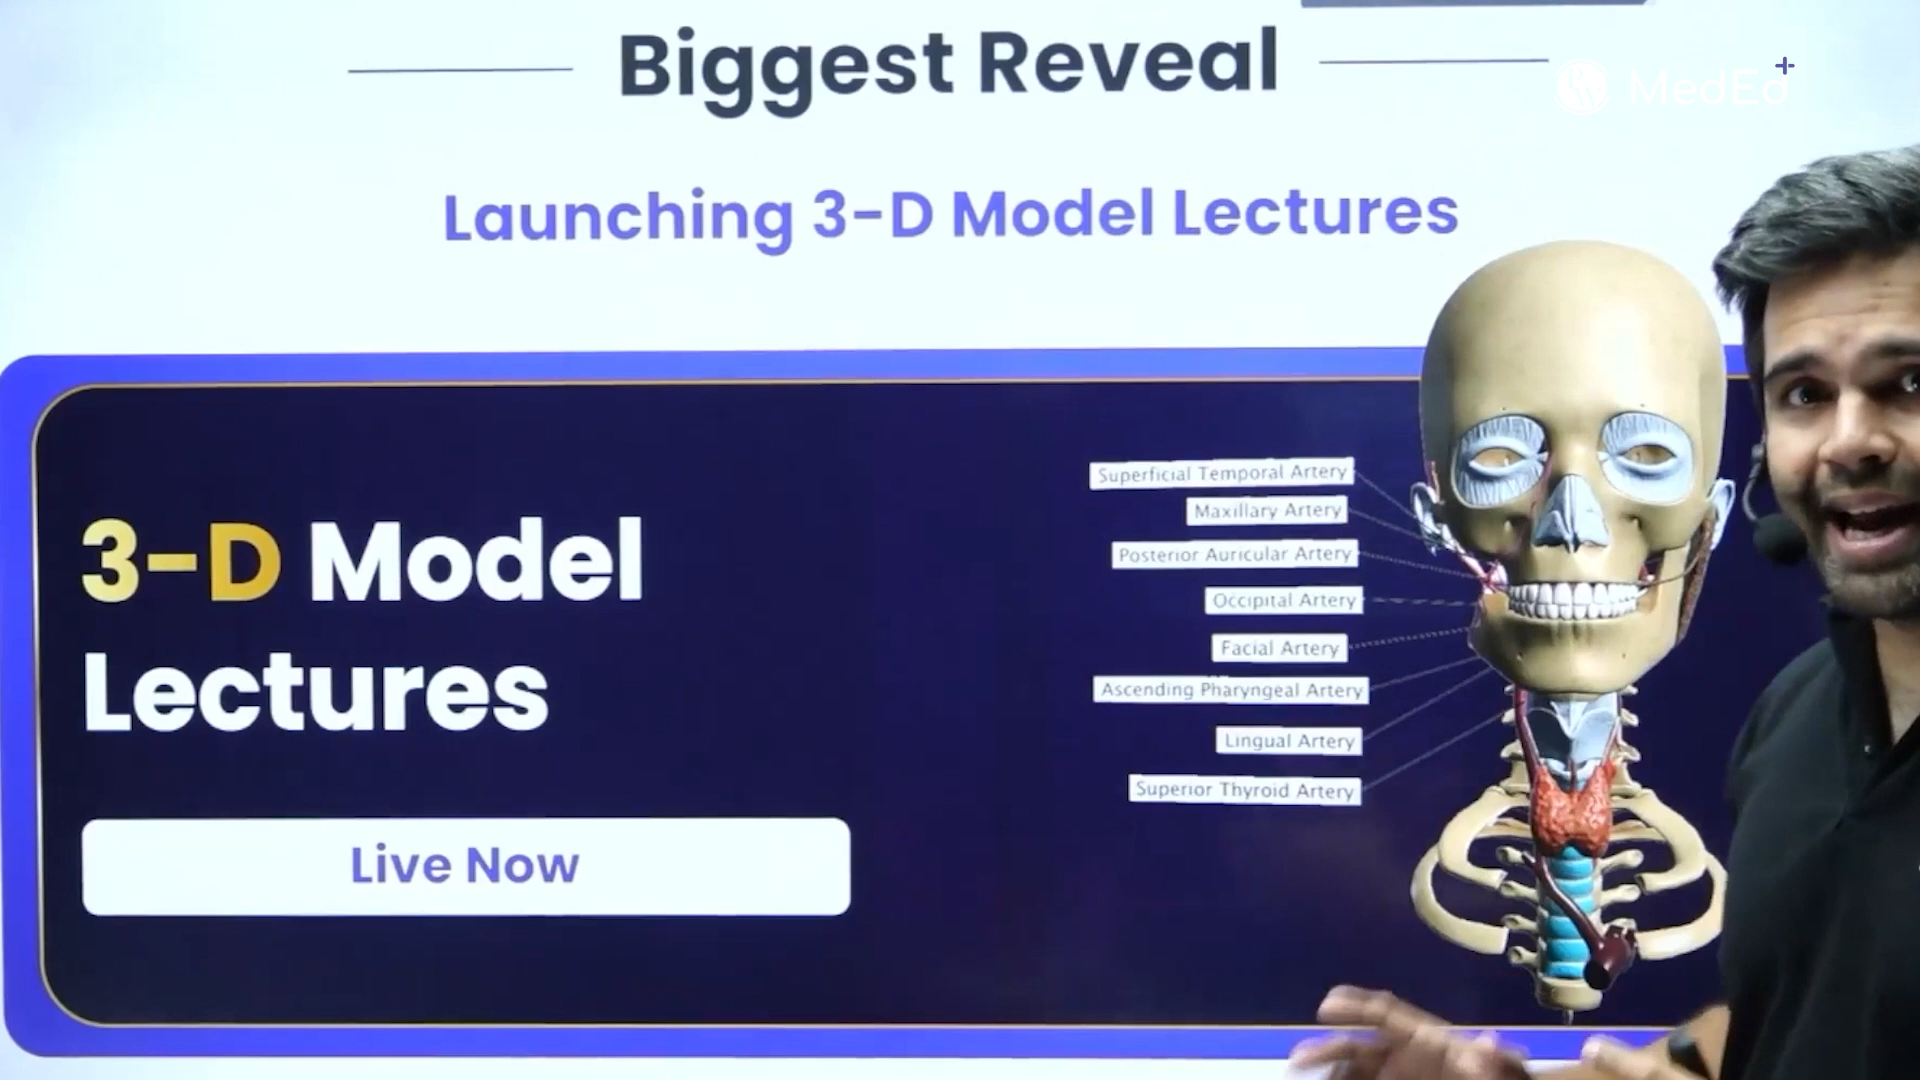 Biggest Reveal
MedEd+
Launching 3-D Model Lectures
3-D Model
Lectures
Live Now
Superficial Temporal Artery
Maxillary Artery
Posterior Auricular Artery
Occipital Artery
Facial Artery
Ascending Pharyngeal Artery
Lingual Artery
Superior Thyroid Artery